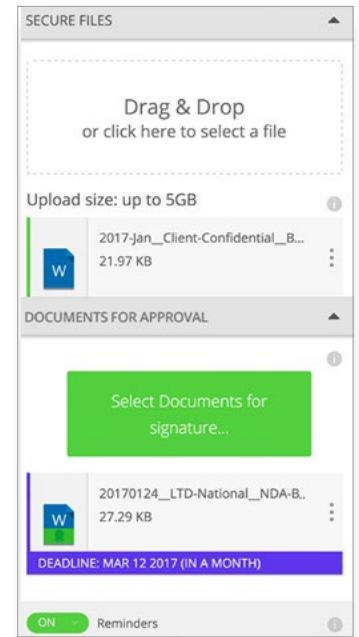 SECURE FILES
Drag & Drop
or click here to select a file
Upload size: up to 5GB
i
W
2017-Jan__Client-Confidential__B...
21.97 KB
DOCUMENTS FOR APPROVAL
i
Select Documents for
signature...
W
20170124__LTD-National__NDA-B..
27.29 KB
DEADLINE: MAR 12 2017 (IN A MONTH)
ON
Reminders
i